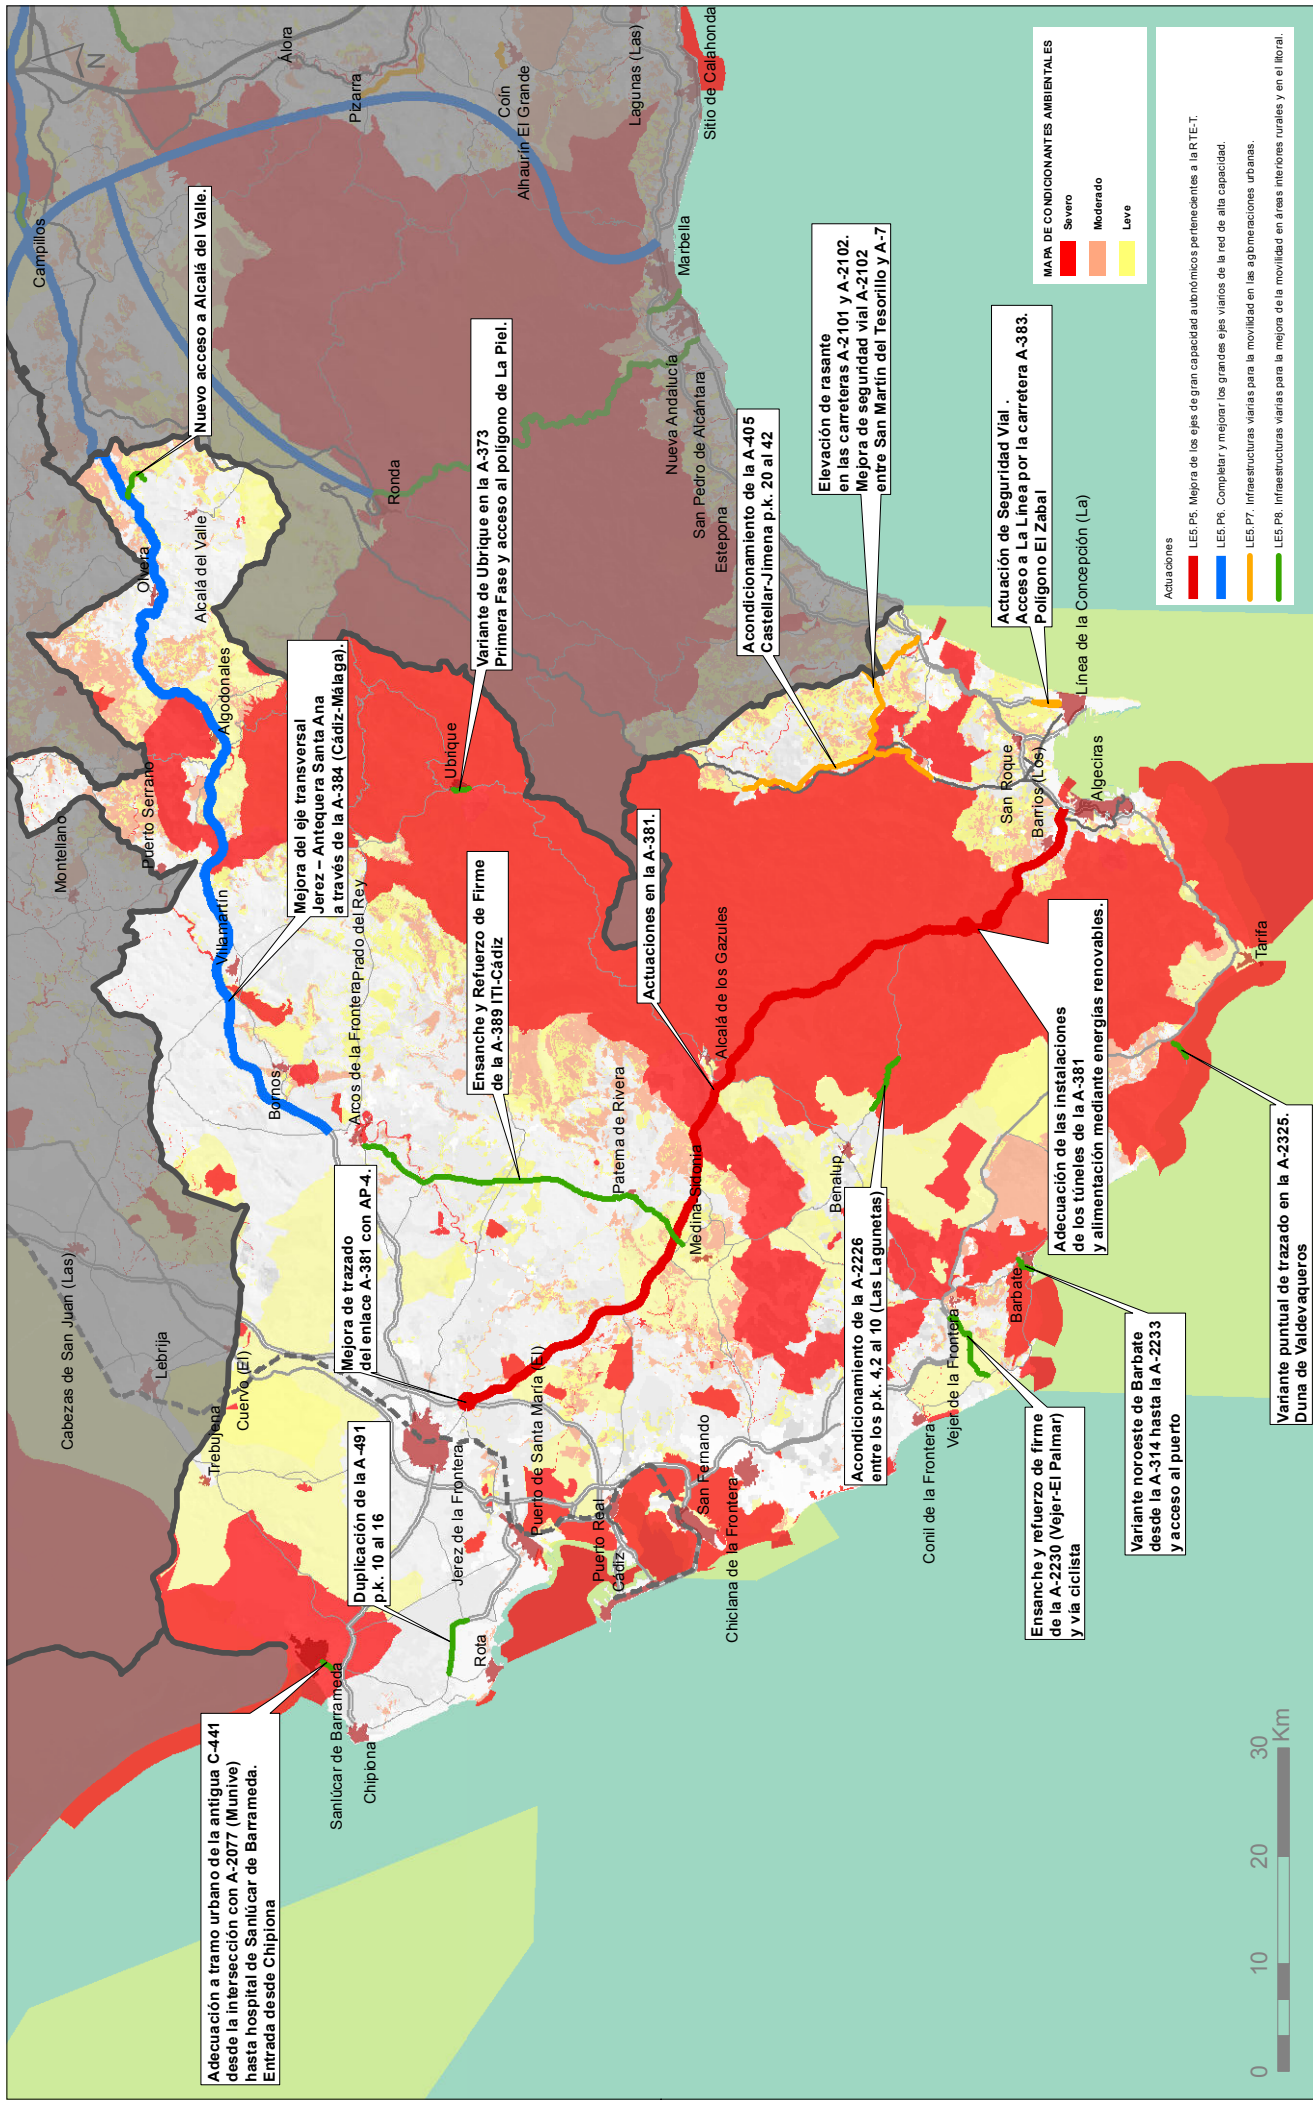 Adecuación a tramo urbano de la antigua C-441
desde la intersección con A-2077 (Munive)
hasta hospital de Sanlúcar de Barrameda.
Entrada desde Chipiona
Duplicación de la A-491
p.k. 10 al 16
Mejora de trazado
del enlace A-381 con AP-4.
Mejora del eje transversal
Jerez – Antequera Santa Ana
a través de la A-384 (Cádiz-Málaga).
Nuevo acceso a Alcalá del Valle.
Variante de Ubrique en la A-373
Primera Fase y acceso al polígono de La Piel.
Ensanche y Refuerzo de Firme
de la A-389 ITI-Cádiz
Actuaciones en la A-381.
Acondicionamiento de la A-405
Castellar-Jimena p.k. 20 al 42
Elevación de rasante
en las carreteras A-2101 y A-2102.
Mejora de seguridad vial A-2102
entre San Martín del Tesorillo y A-7
Actuación de Seguridad Vial .
Acceso a La Línea por la carretera A-383.
Polígono El Zabal
Acondicionamiento de la A-2226
entre los p.k. 4,2 al 10 (Las Lagunetas)
Adecuación de las instalaciones
de los túneles de la A-381
y alimentación mediante energías renovables.
Ensanche y refuerzo de firme
de la A-2230 (Vejer-El Palmar)
y vía ciclista
Variante noroeste de Barbate
desde la A-314 hasta la A-2233
y acceso al puerto
Variante puntual de trazado en la A-2325.
Duna de Valdevaqueros
Cabezas de San Juan (Las)
Lebrija
Trebujena
Cuervo (El)
Montellano
Puerto Serrano
Campillos
Olvera
Alcalá del Valle
Algodonales
Villamartín
Bornos
Prado del Rey
Arcos de la Frontera
Ubrique
Ronda
Álora
Pizarra
Coín
Alhaurín El Grande
Lagunas (Las)
Sitio de Calahonda
Marbella
Nueva Andalucía
San Pedro de Alcántara
Estepona
Sanlúcar de Barrameda
Chipiona
Rota
Jerez de la Frontera
Puerto de Santa María (El)
Puerto Real
Cádiz
San Fernando
Chiclana de la Frontera
Paterna de Rivera
Medina-Sidonia
Alcalá de los Gazules
Benalup
Conil de la Frontera
Vejer de la Frontera
Barbate
Tarifa
Algeciras
Barrios (Los)
San Roque
Línea de la Concepción (La)
N
MAPA DE CONDICIONANTES AMBIENTALES
Severo
Moderado
Leve
Actuaciones
LE5.P5. Mejora de los ejes de gran capacidad autonómicos pertenecientes a la RTE-T.
LE5.P6. Completar y mejorar los grandes ejes viarios de la red de alta capacidad.
LE5.P7. Infraestructuras viarias para la movilidad en las aglomeraciones urbanas.
LE5.P8. Infraestructuras viarias para la mejora de la movilidad en áreas interiores rurales y en el litoral.
0 10 20 30
Km